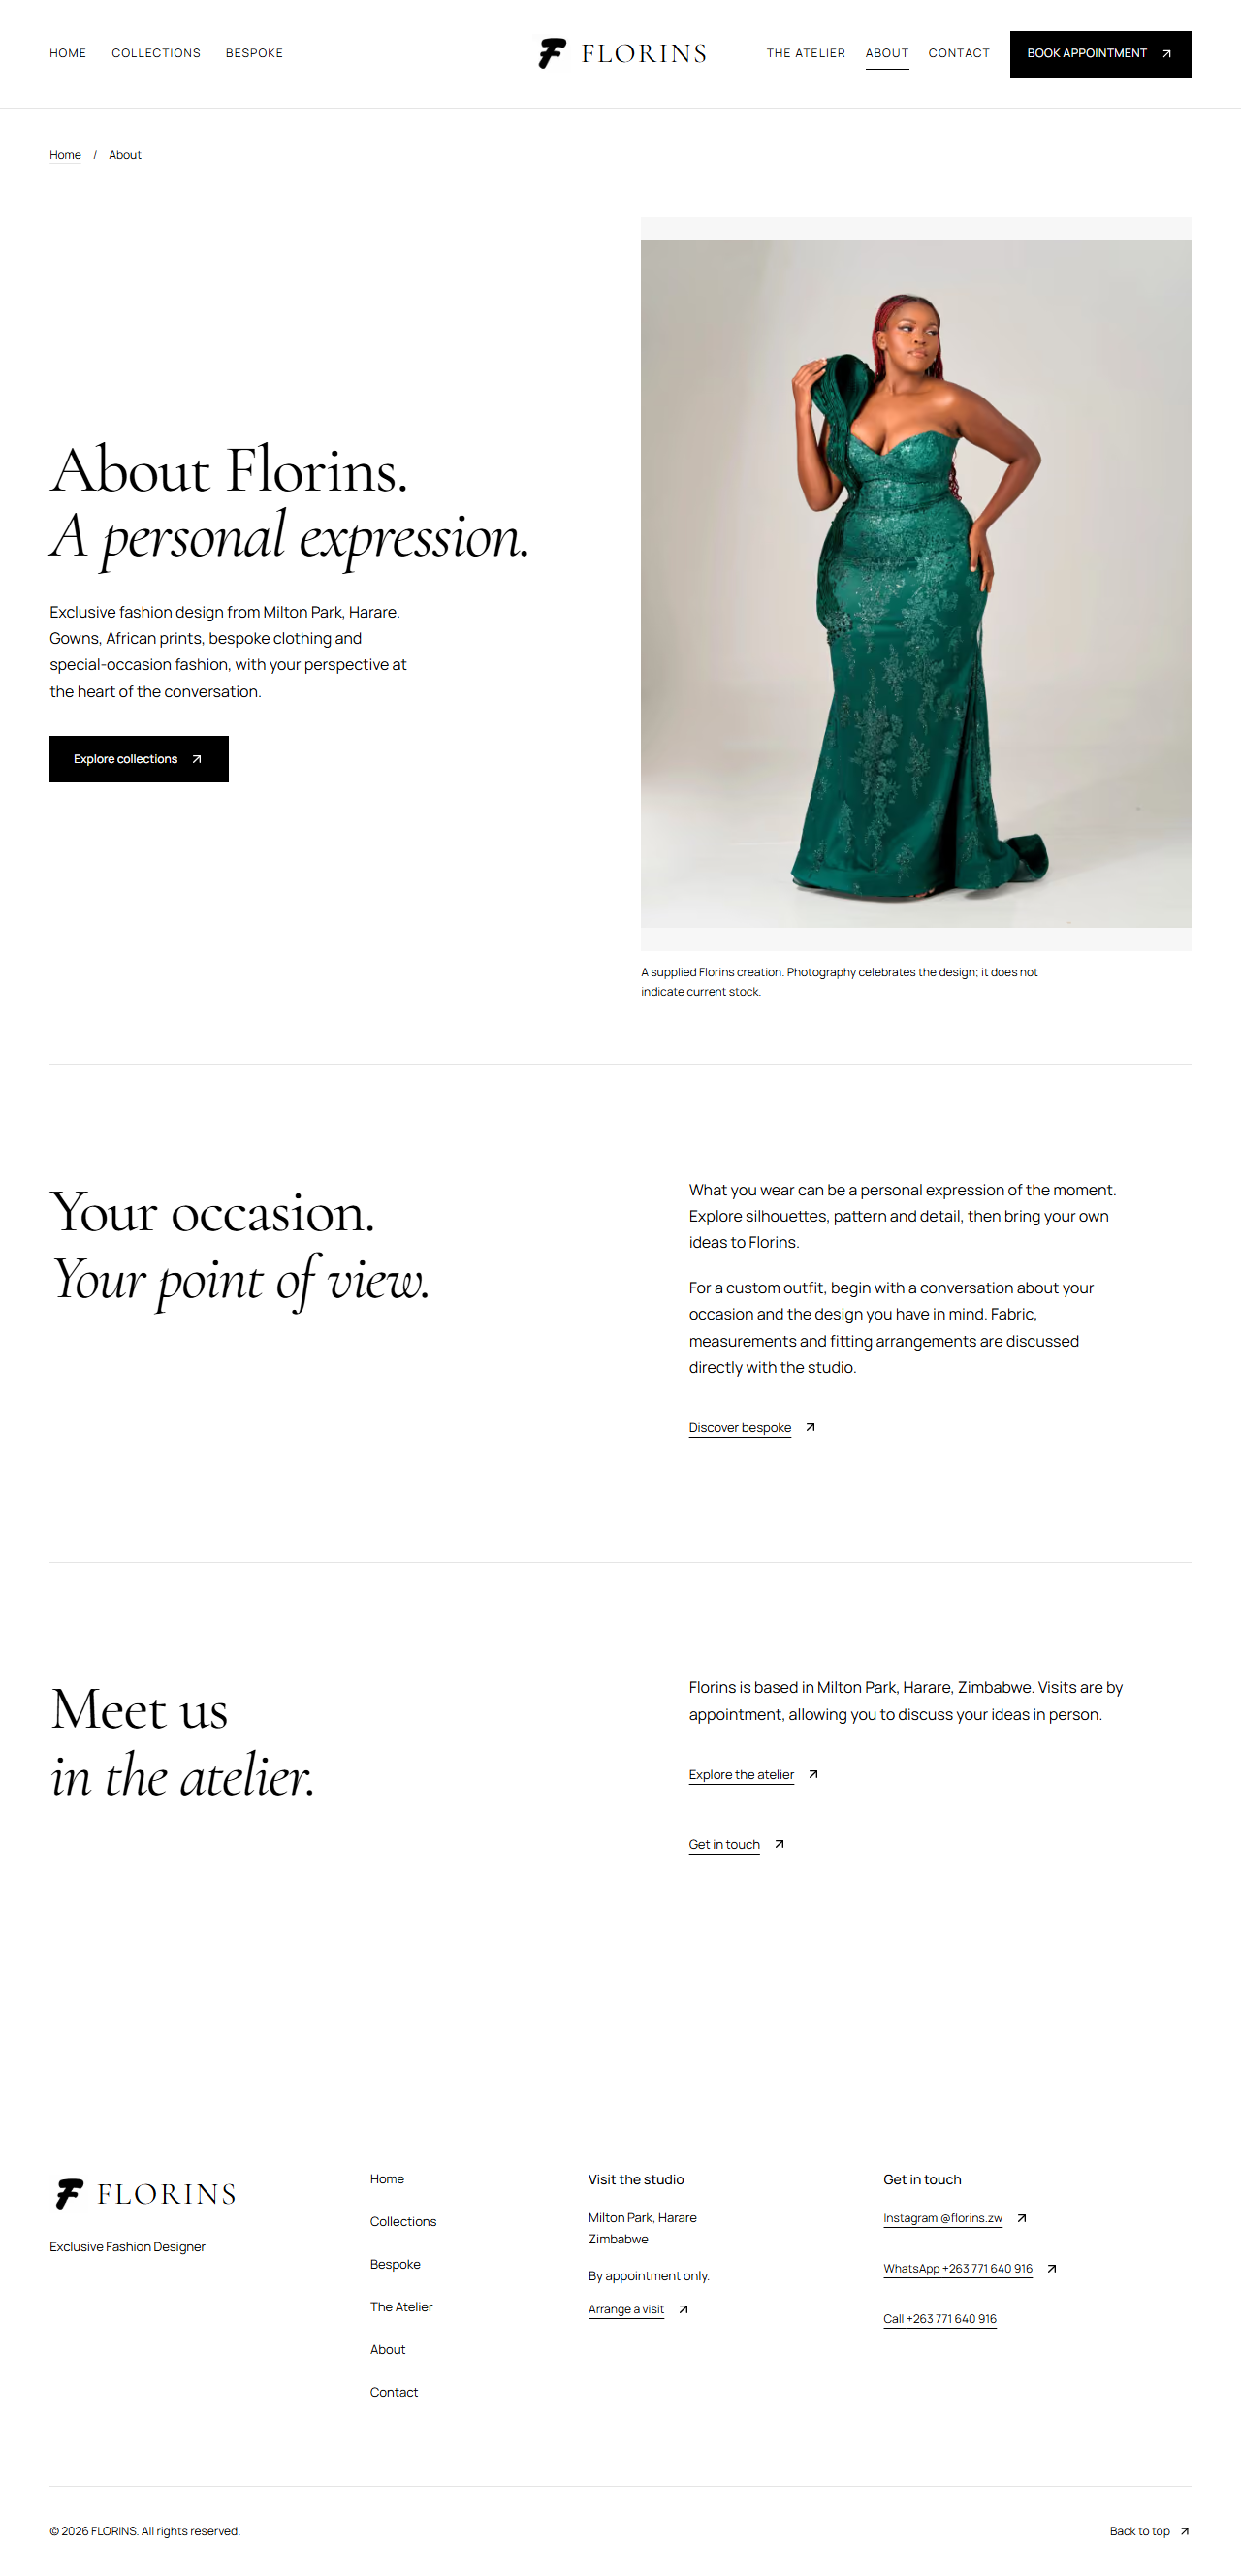 HOME COLLECTIONS BESPOKE FLORINS THE ATELIER ABOUT CONTACT BOOK APPOINTMENT
Home / About
About Florins.
A personal expression.
Exclusive fashion design from Milton Park, Harare.
Gowns, African prints, bespoke clothing and
special-occasion fashion, with your perspective at
the heart of the conversation.
Explore collections
A supplied Florins creation. Photography celebrates the design; it does not
indicate current stock.
Your occasion.
Your point of view.
What you wear can be a personal expression of the moment.
Explore silhouettes, pattern and detail, then bring your own
ideas to Florins.
For a custom outfit, begin with a conversation about your
occasion and the design you have in mind. Fabric,
measurements and fitting arrangements are discussed
directly with the studio.
Discover bespoke
Meet us
in the atelier.
Florins is based in Milton Park, Harare, Zimbabwe. Visits are by
appointment, allowing you to discuss your ideas in person.
Explore the atelier
Get in touch
F FLORINS
Exclusive Fashion Designer
Home
Collections
Bespoke
The Atelier
About
Contact
Visit the studio
Milton Park, Harare
Zimbabwe
By appointment only.
Arrange a visit
Get in touch
Instagram @florins.zw
WhatsApp +263 771 640 916
Call +263 771 640 916
© 2026 FLORINS. All rights reserved.
Back to top